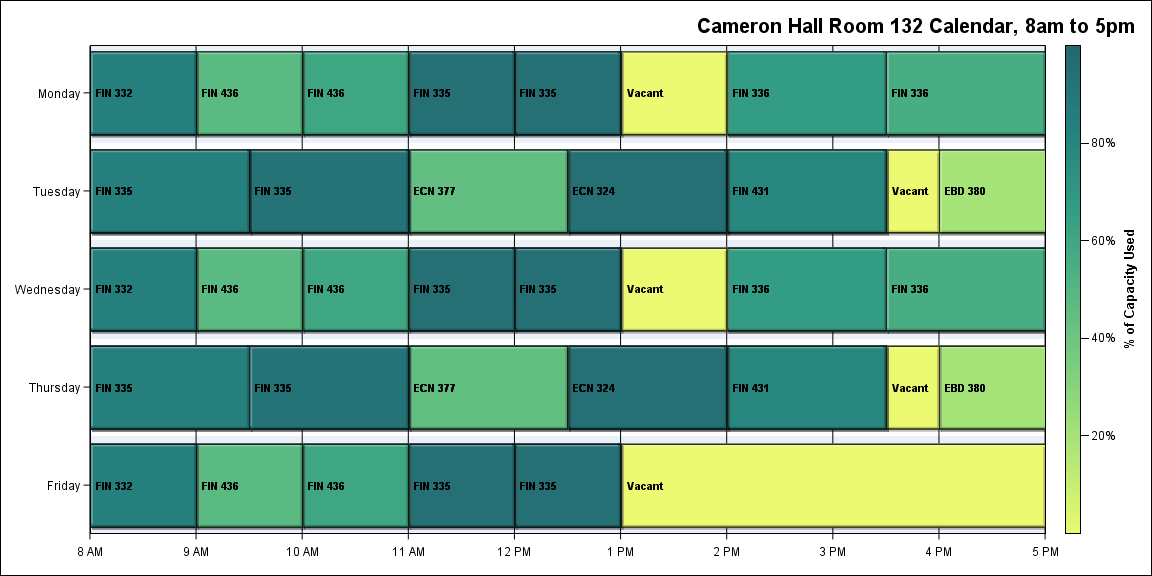 Cameron Hall Room 132 Calendar, 8am to 5pm
Monday
FIN 332
FIN 436
FIN 436
FIN 335
FIN 335
Vacant
FIN 336
FIN 336
Tuesday
FIN 335
FIN 335
ECN 377
ECN 324
FIN 431
Vacant
EBD 380
Wednesday
FIN 332
FIN 436
FIN 436
FIN 335
FIN 335
Vacant
FIN 336
FIN 336
Thursday
FIN 335
FIN 335
ECN 377
ECN 324
FIN 431
Vacant
EBD 380
Friday
FIN 332
FIN 436
FIN 436
FIN 335
FIN 335
Vacant
8 AM
9 AM
10 AM
11 AM
12 PM
1 PM
2 PM
3 PM
4 PM
5 PM
80%
60%
40%
20%
% of Capacity Used